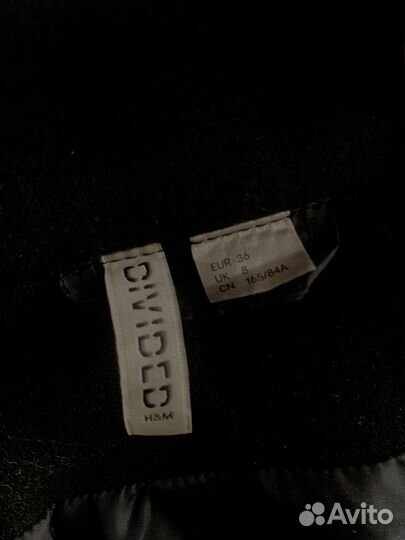 DIVIDED
H&M
EUR 36
UK 8
CN 165/84A
Avito